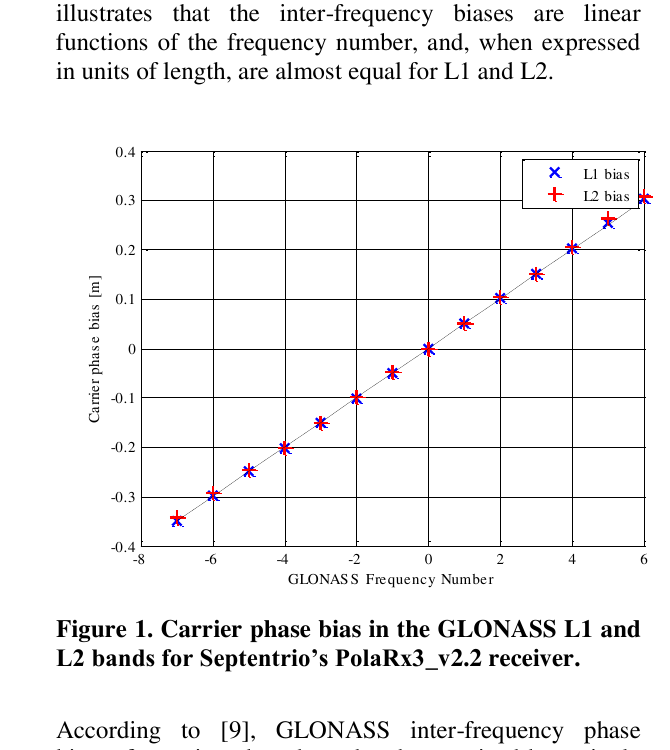 illustrates that the inter-frequency biases are linear
functions of the frequency number, and, when expressed
in units of length, are almost equal for L1 and L2.
0.4
0.3
0.2
0.1
0
-0.1
-0.2
-0.3
-0.4
Carrier phase bias [m]
L1 bias
L2 bias
-8 -6 -4 -2 0 2 4 6
GLONASS Frequency Number
Figure 1. Carrier phase bias in the GLONASS L1 and
L2 bands for Septentrio's PolaRx3_v2.2 receiver.
According to [9], GLONASS inter-frequency phase